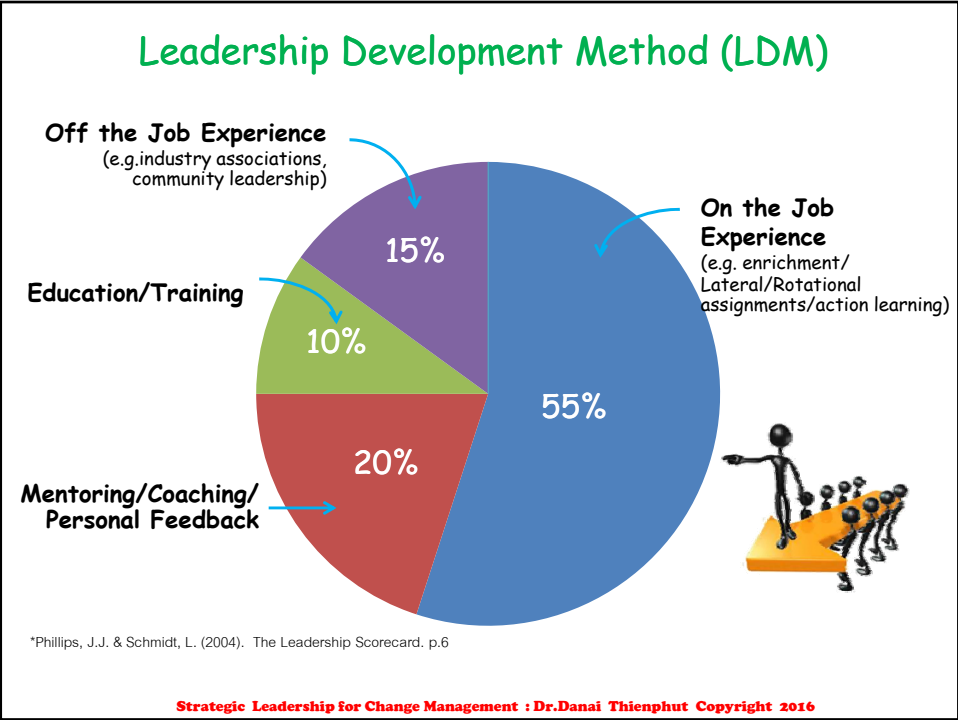 Leadership Development Method (LDM)
Off the Job Experience
(e.g.industry associations,
community leadership)
On the Job
Experience
(e.g. enrichment/
Lateral/Rotational
assignments/action learning)
15%
Education/Training
10%
55%
20%
Mentoring/Coaching/
Personal Feedback
*Phillips, J.J. & Schmidt, L. (2004). The Leadership Scorecard. p.6
Strategic Leadership for Change Management : Dr.Danai Thienphut Copyright 2016